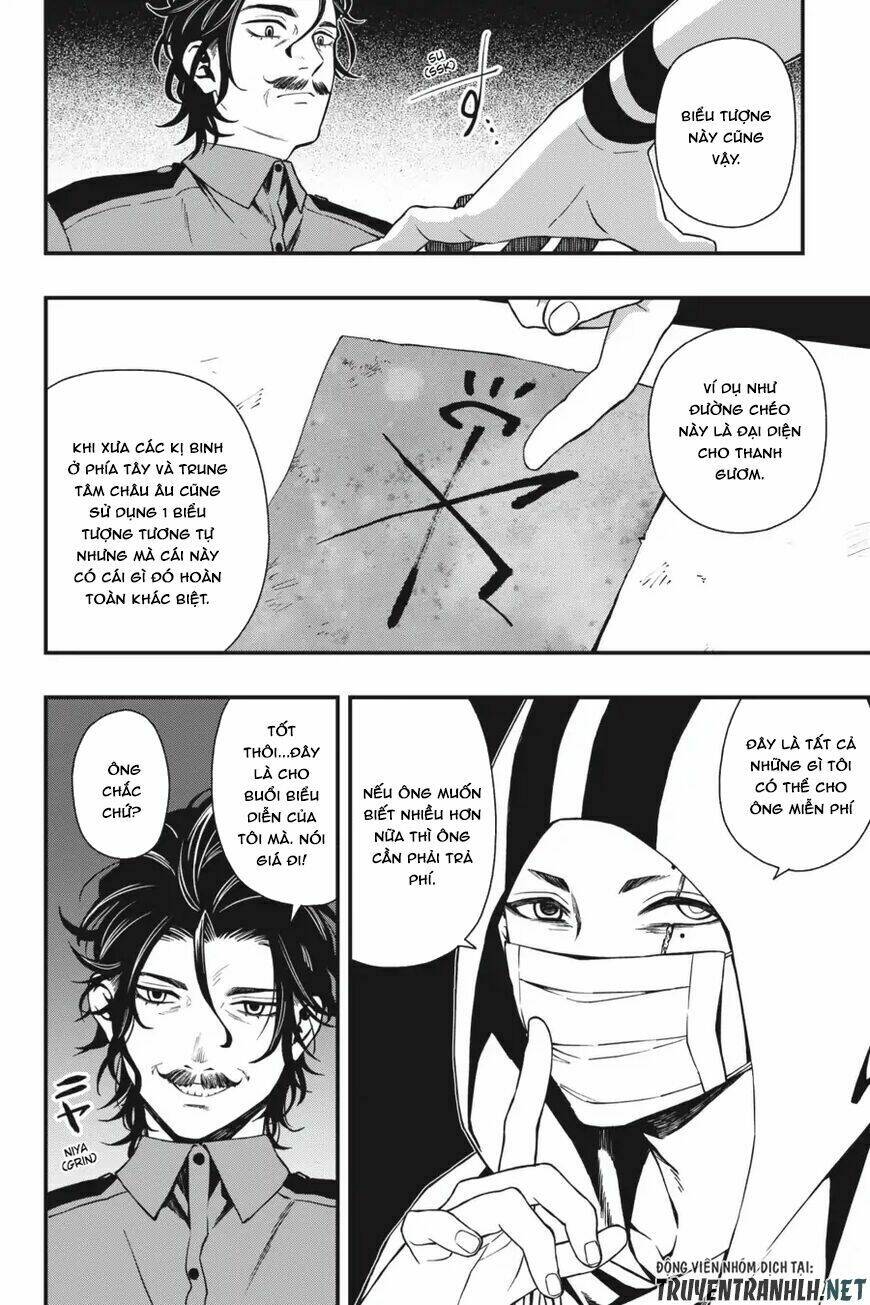 SU
(SSK)
BIỂU TƯỢNG
NÀY CŨNG
VẬY.
VÍ DỤ NHƯ
ĐƯỜNG CHÉO
NÀY LÀ ĐẠI DIỆN
CHO THANH
GƯƠM.
KHI XƯA CÁC KỊ BINH
Ở PHÍA TÂY VÀ TRUNG
TÂM CHÂU ÂU CŨNG
SỬ DỤNG 1 BIỂU
TƯỢNG TƯƠNG TỰ
NHƯNG MÀ CÁI NÀY
CÓ CÁI GÌ ĐÓ HOÀN
TOÀN KHÁC BIỆT.
ĐÂY LÀ TẤT CẢ
NHỮNG GÌ TÔI
CÓ THỂ CHO
ÔNG MIỄN PHÍ
NẾU ÔNG MUỐN
BIẾT NHIỀU HƠN
NỮA THÌ ÔNG
CẦN PHẢI TRẢ
PHÍ.
TỐT
THÔI...ĐÂY
LÀ CHO
BUỔI BIỂU
DIỄN CỦA
TÔI MÀ. NÓI
GIÁ ĐI!
ÔNG
CHẮC
CHỨ?
ニヤ
NIYA
(GRIN)
ĐỘNG VIÊN NHÓM DỊCH TẠI:
TRUYENTRANHLH.NET